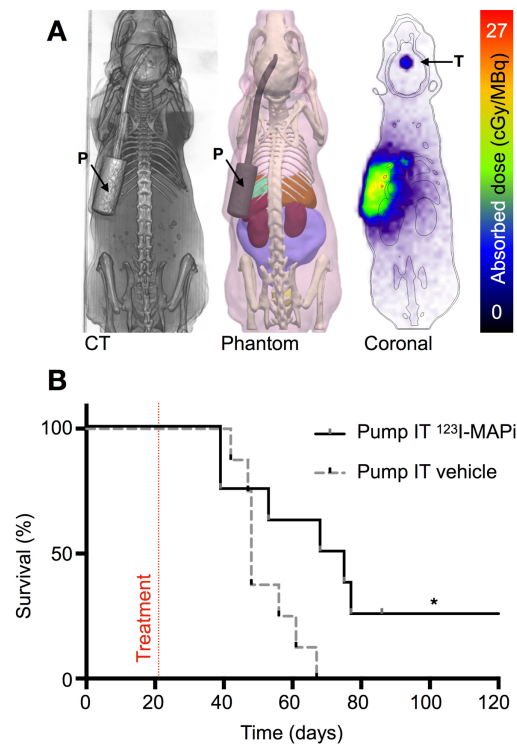 A
P
P
T
27
Absorbed dose (cGy/MBq)
0
CT
Phantom
Coronal
B
Pump IT ¹²³I-MAPi
Pump IT vehicle
Survival (%)
100
50
0
Treatment
*
0 20 40 60 80 100 120
Time (days)